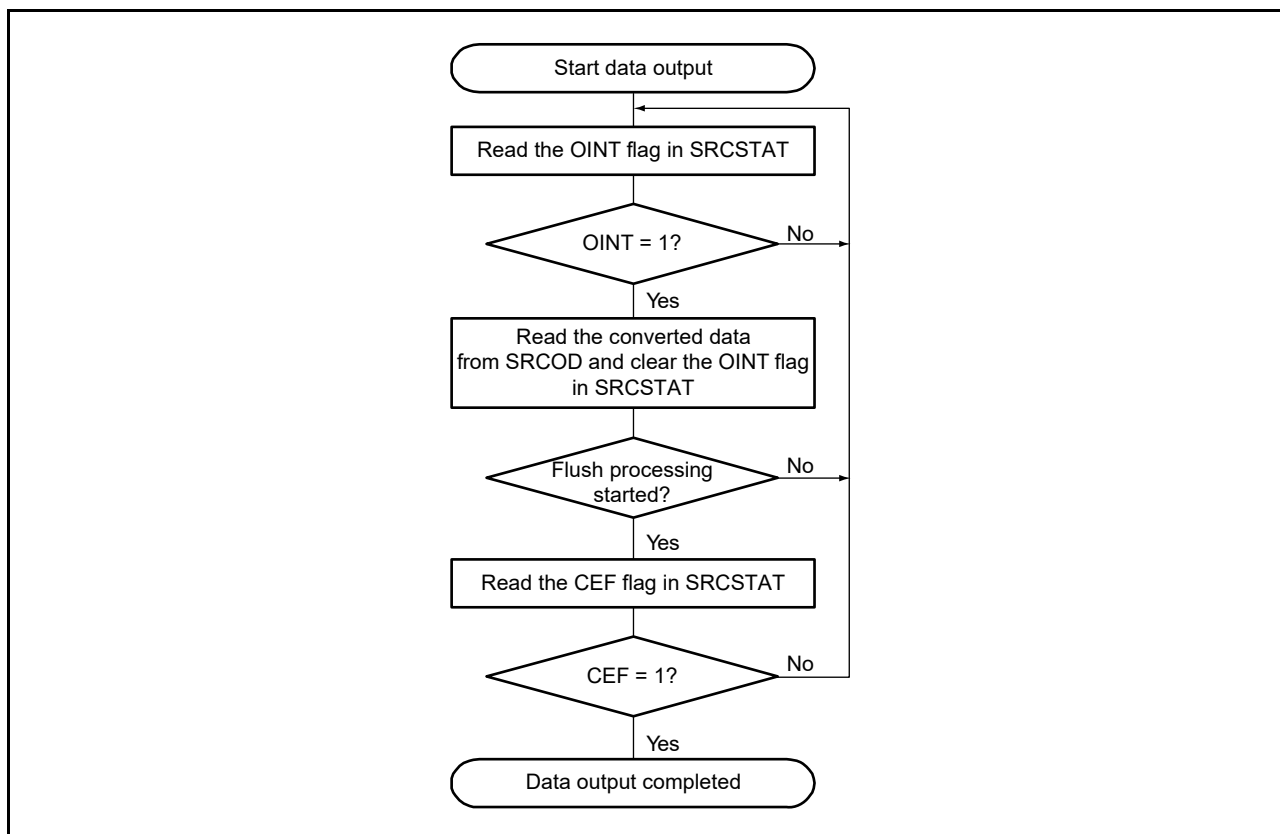 Start data output
Read the OINT flag in SRCSTAT
OINT = 1?
No
Yes
Read the converted data
from SRCOD and clear the OINT flag
in SRCSTAT
Flush processing
started?
No
Yes
Read the CEF flag in SRCSTAT
CEF = 1?
No
Yes
Data output completed